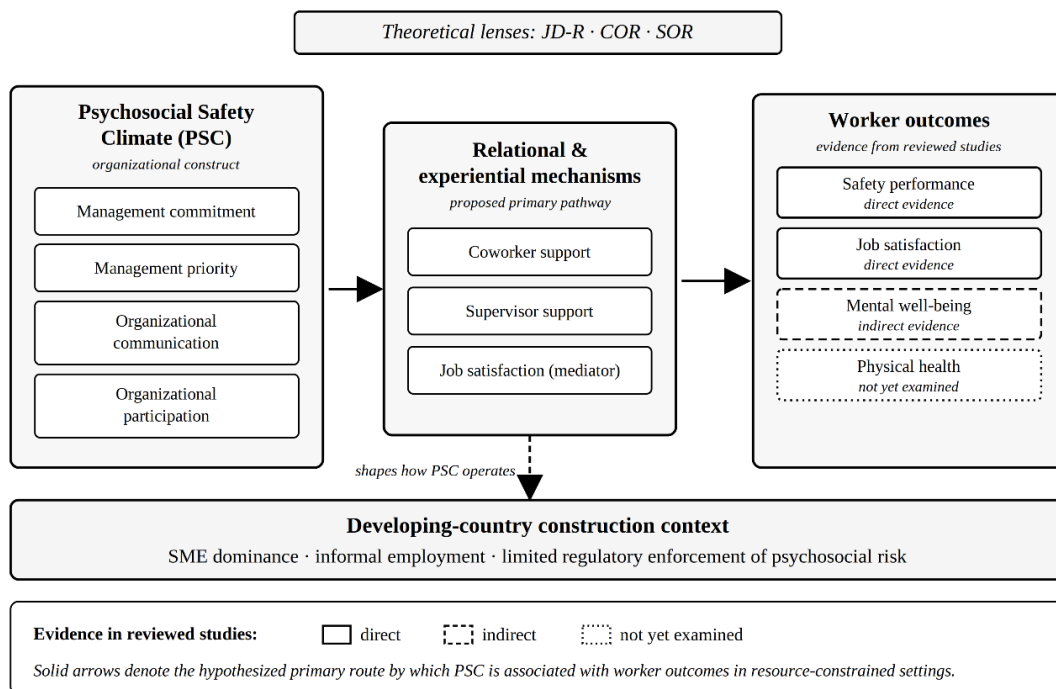 Theoretical lenses: JD-R · COR · SOR
Psychosocial Safety
Climate (PSC)
organizational construct
Management commitment
Management priority
Organizational
communication
Organizational
participation
Relational &
experiential mechanisms
proposed primary pathway
Coworker support
Supervisor support
Job satisfaction (mediator)
Worker outcomes
evidence from reviewed studies
Safety performance
direct evidence
Job satisfaction
direct evidence
Mental well-being
indirect evidence
Physical health
not yet examined
shapes how PSC operates
Developing-country construction context
SME dominance · informal employment · limited regulatory enforcement of psychosocial risk
Evidence in reviewed studies: direct indirect not yet examined
Solid arrows denote the hypothesized primary route by which PSC is associated with worker outcomes in resource-constrained settings.